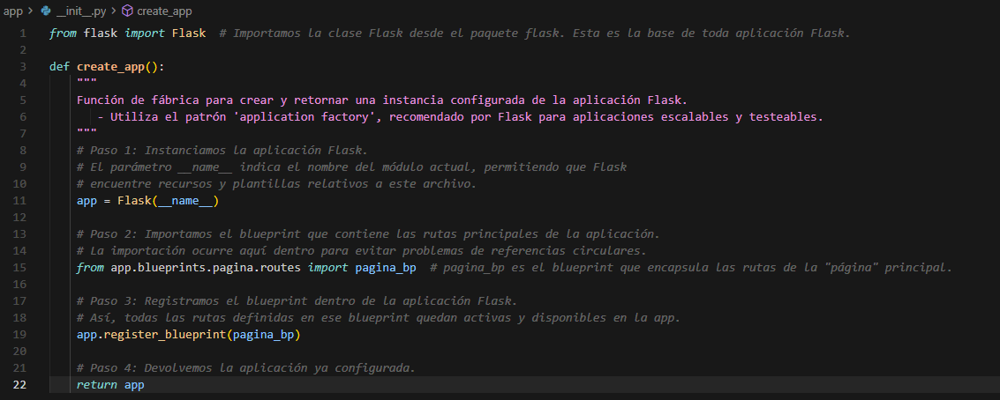 app > __init__.py > create_app
1 from flask import Flask  # Importamos la clase Flask desde el paquete flask. Esta es la base de toda aplicación Flask.
2
3 def create_app():
4     """
5     Función de fábrica para crear y retornar una instancia configurada de la aplicación Flask.
6        - Utiliza el patrón 'application factory', recomendado por Flask para aplicaciones escalables y testeables.
7     """
8     # Paso 1: Instanciamos la aplicación Flask.
9     # El parámetro __name__ indica el nombre del módulo actual, permitiendo que Flask
10     # encuentre recursos y plantillas relativos a este archivo.
11     app = Flask(__name__)
12
13     # Paso 2: Importamos el blueprint que contiene las rutas principales de la aplicación.
14     # La importación ocurre aquí dentro para evitar problemas de referencias circulares.
15     from app.blueprints.pagina.routes import pagina_bp  # pagina_bp es el blueprint que encapsula las rutas de la "página" principal.
16
17     # Paso 3: Registramos el blueprint dentro de la aplicación Flask.
18     # Así, todas las rutas definidas en ese blueprint quedan activas y disponibles en la app.
19     app.register_blueprint(pagina_bp)
20
21     # Paso 4: Devolvemos la aplicación ya configurada.
22     return app